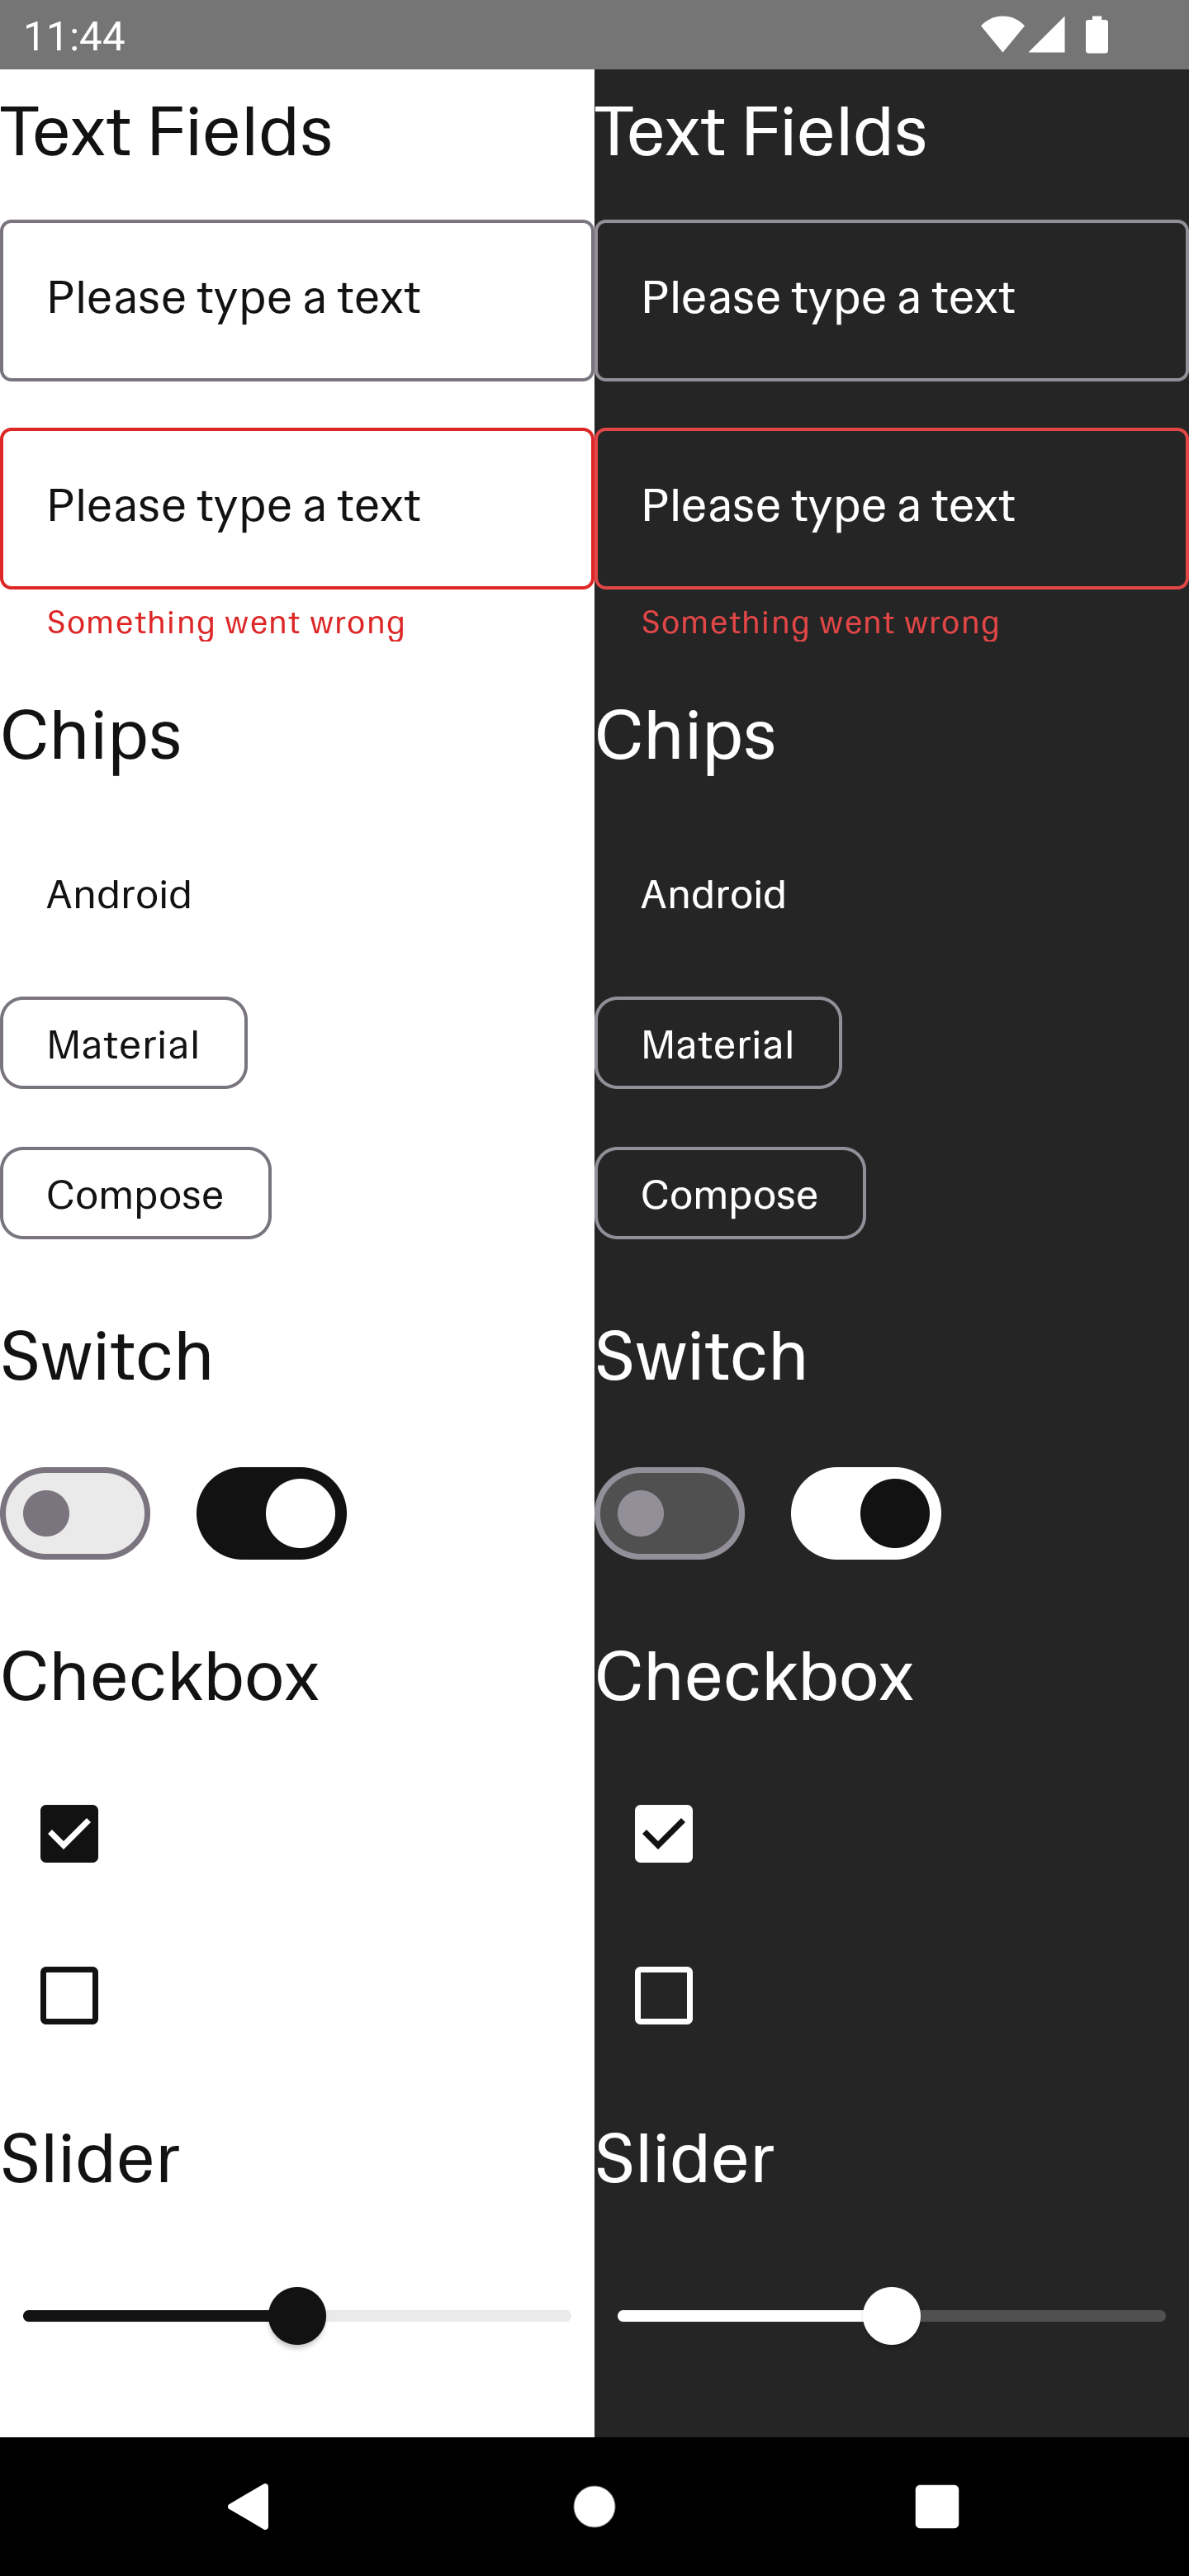 11:44
Text Fields
Please type a text
Please type a text
Something went wrong
Chips
Android
Material
Compose
Switch
Checkbox
Slider
Text Fields
Please type a text
Please type a text
Something went wrong
Chips
Android
Material
Compose
Switch
Checkbox
Slider